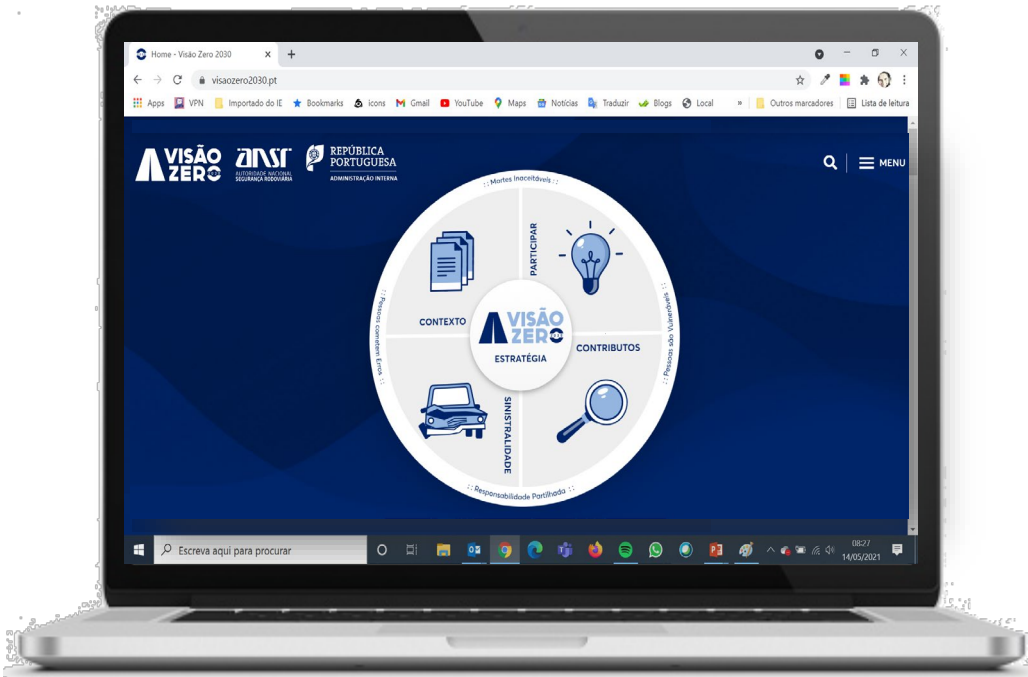 Home - Visão Zero 2030
visaozero2030.pt
Apps VPN Importado do IE Bookmarks icons Gmail YouTube Maps Notícias Traduzir Blogs Local » Outros marcadores Lista de leitura
VISÃO ZERO
ansr
AUTORIDADE NACIONAL
SEGURANÇA RODOVIÁRIA
REPÚBLICA
PORTUGUESA
ADMINISTRAÇÃO INTERNA
MENU
:: Mortes Inaceitáveis ::
PARTICIPAR
:: Pessoas cometem Erros ::
:: Pessoas são Vulneráveis
CONTEXTO
VISÃO
ZERO
ESTRATÉGIA
CONTRIBUTOS
SINISTRALIDADE
:: Responsabilidade Partilhada ::
Escreva aqui para procurar
08:27
14/05/2021